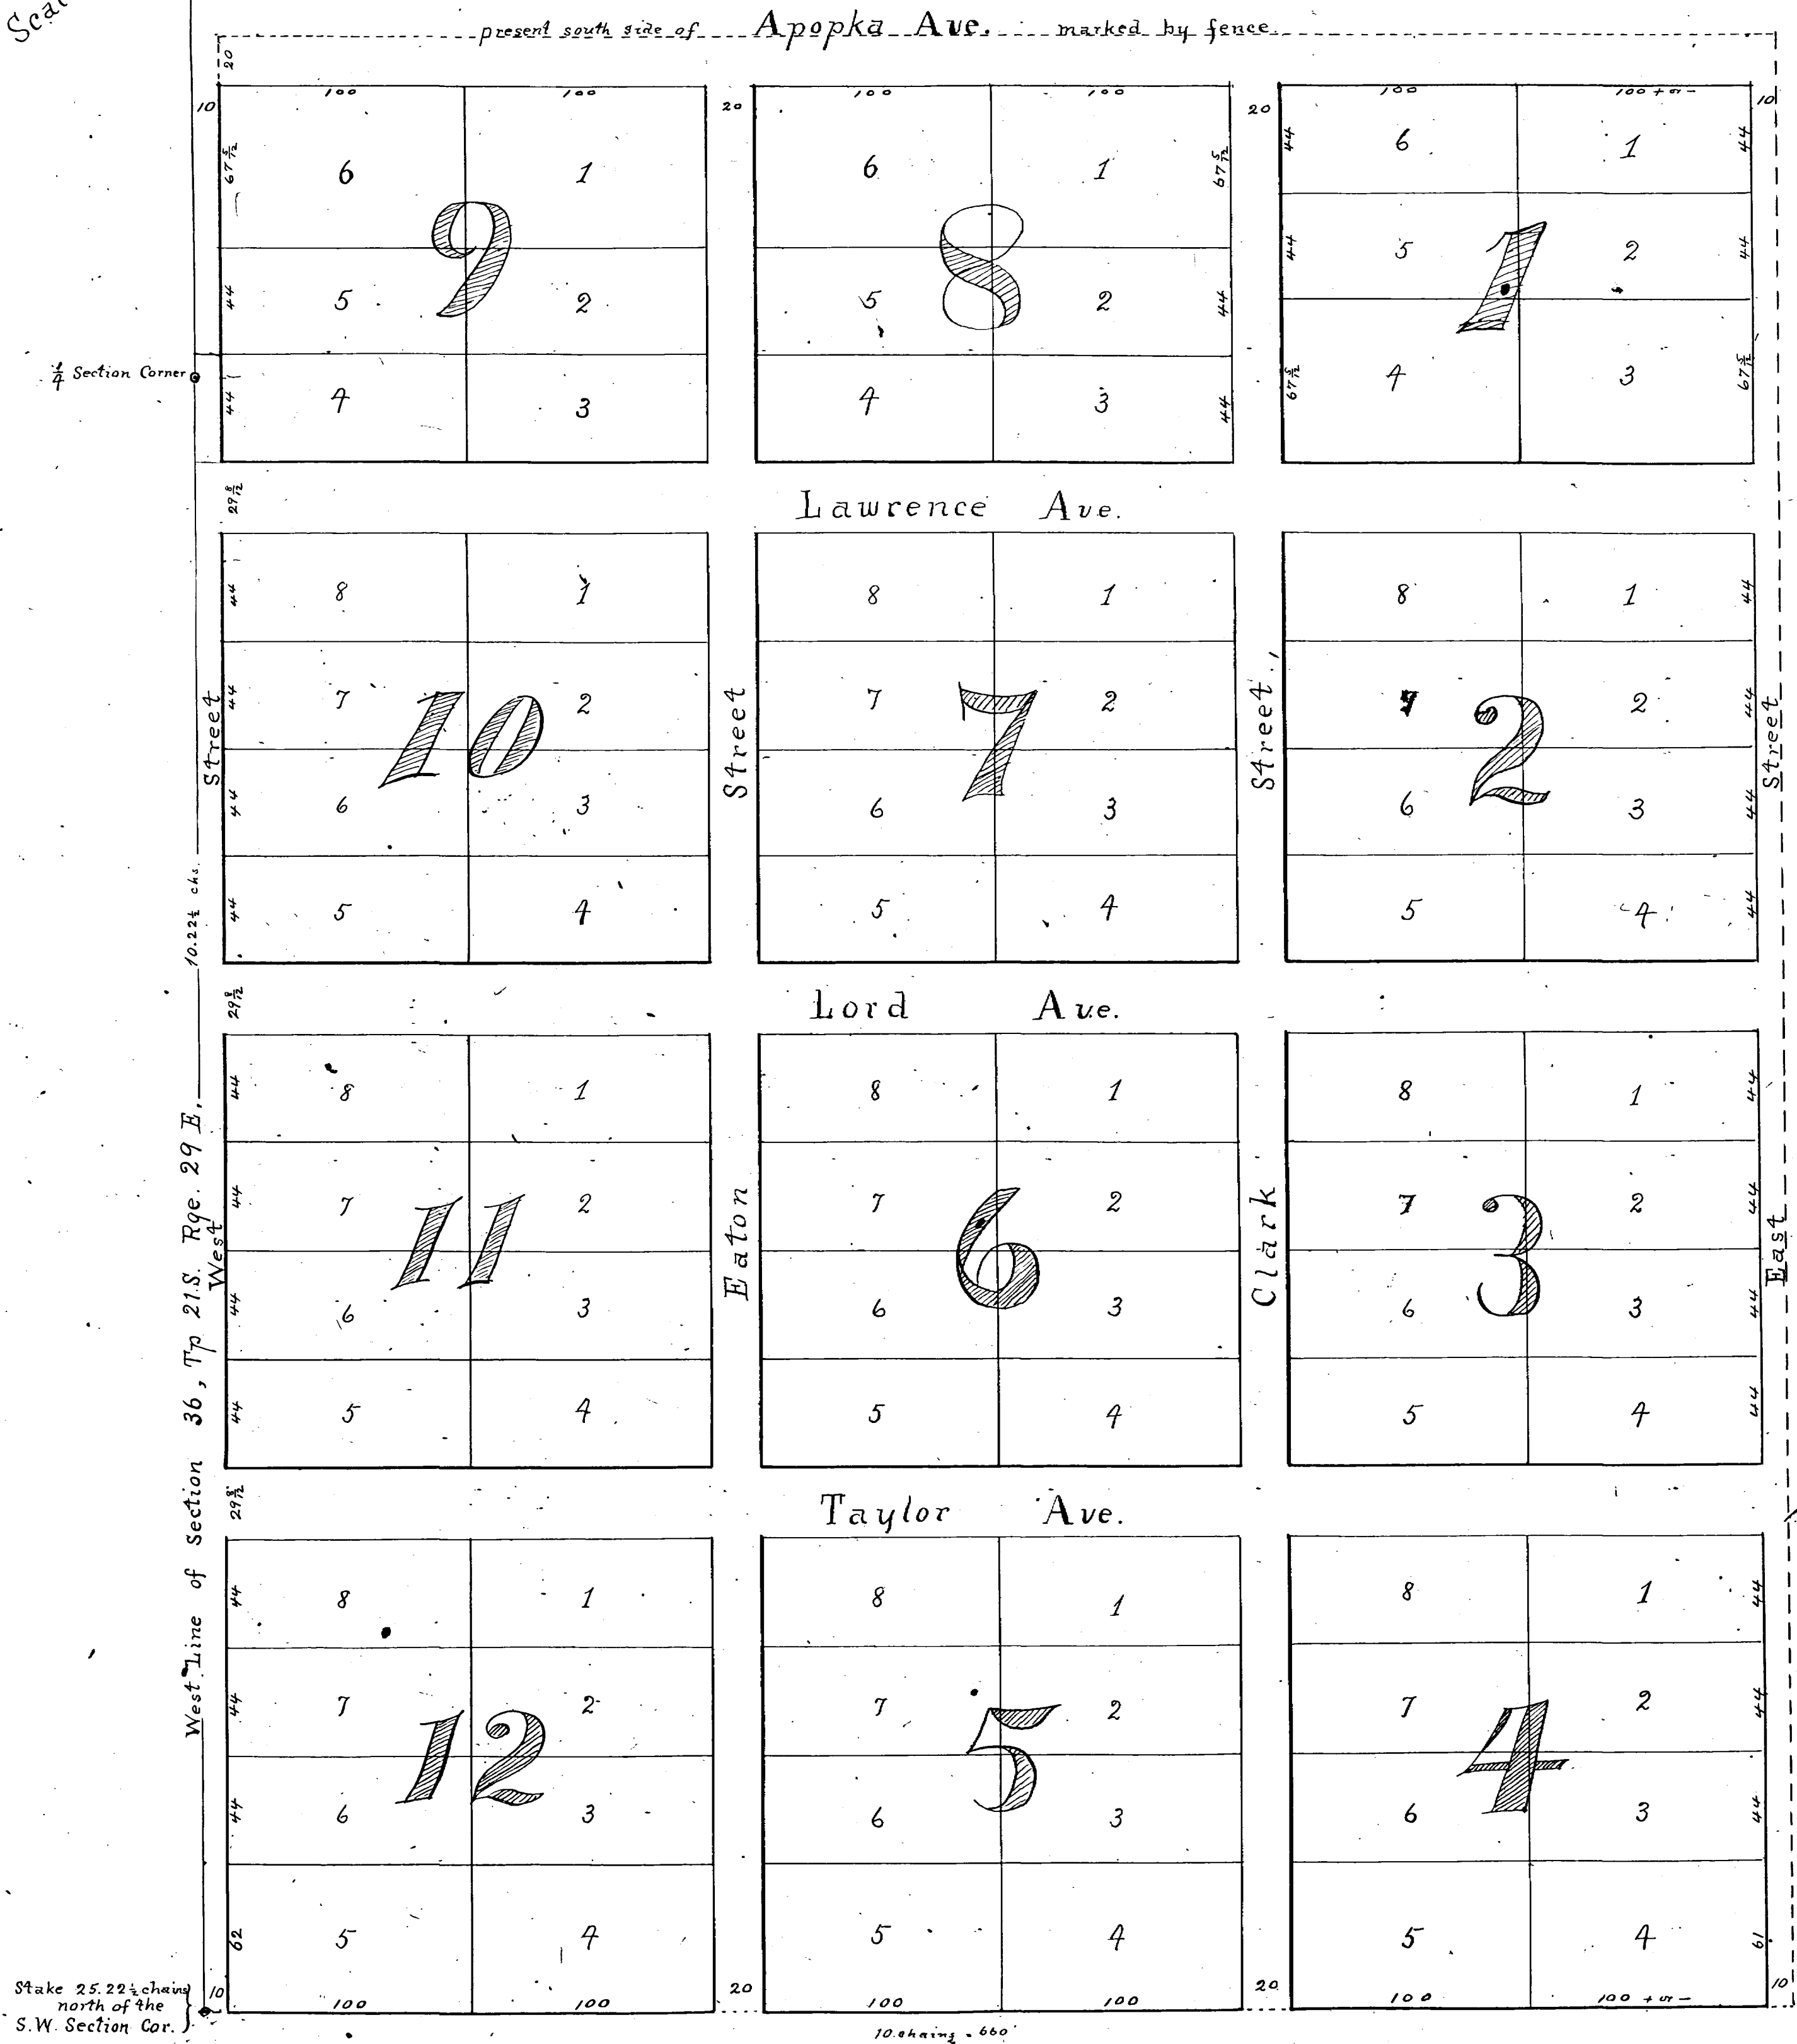 present south side of Apopka Ave. marked by fence.
20
10 100 100 20 100 100 20 100 100 + or - 10
67 5/12 6 1 6 1 67 5/12 44 6 1 44
9 8 44 5 1 2 44
44 5 2 5 2 44
1/4 Section Corner 44 4 3 4 3 44 67 5/12 4 3 67 5/12
29 8/12 Lawrence Ave.
44 8 1 8 1 8 1 44
Street 44 7 10 2 Street 7 7 2 Street, 7 2 2 44 Street
44 6 3 6 3 6 3 44
44 5 4 5 4 5 4 44
10.22½ chs.
29 8/12 Lord Ave.
44 8 1 8 1 8 1 44
44 7 2 7 2 7 2 44
West 11 Eaton 6 Clark 3 East
44 6 3 6 3 6 3 44
44 5 4 5 4 5 4 44
West Line of Section 36, Tp 21.S. Rge. 29 E.
29 8/12 Taylor Ave.
44 8 1 8 1 8 1 44
44 7 2 7 2 7 2 44
12 5 4
44 6 3 6 3 6 3 44
62 5 4 5 4 5 4 61
10 100 100 20 100 100 20 100 100 + or - 10
Stake 25.22½ chains
north of the
S.W. Section Cor.
10 chains = 660'